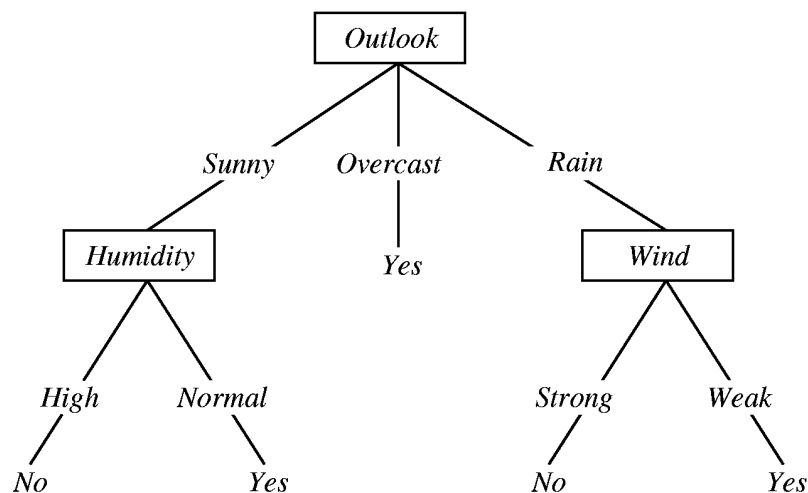 Outlook
Sunny Overcast Rain
Humidity Yes Wind
High Normal Strong Weak
No Yes No Yes